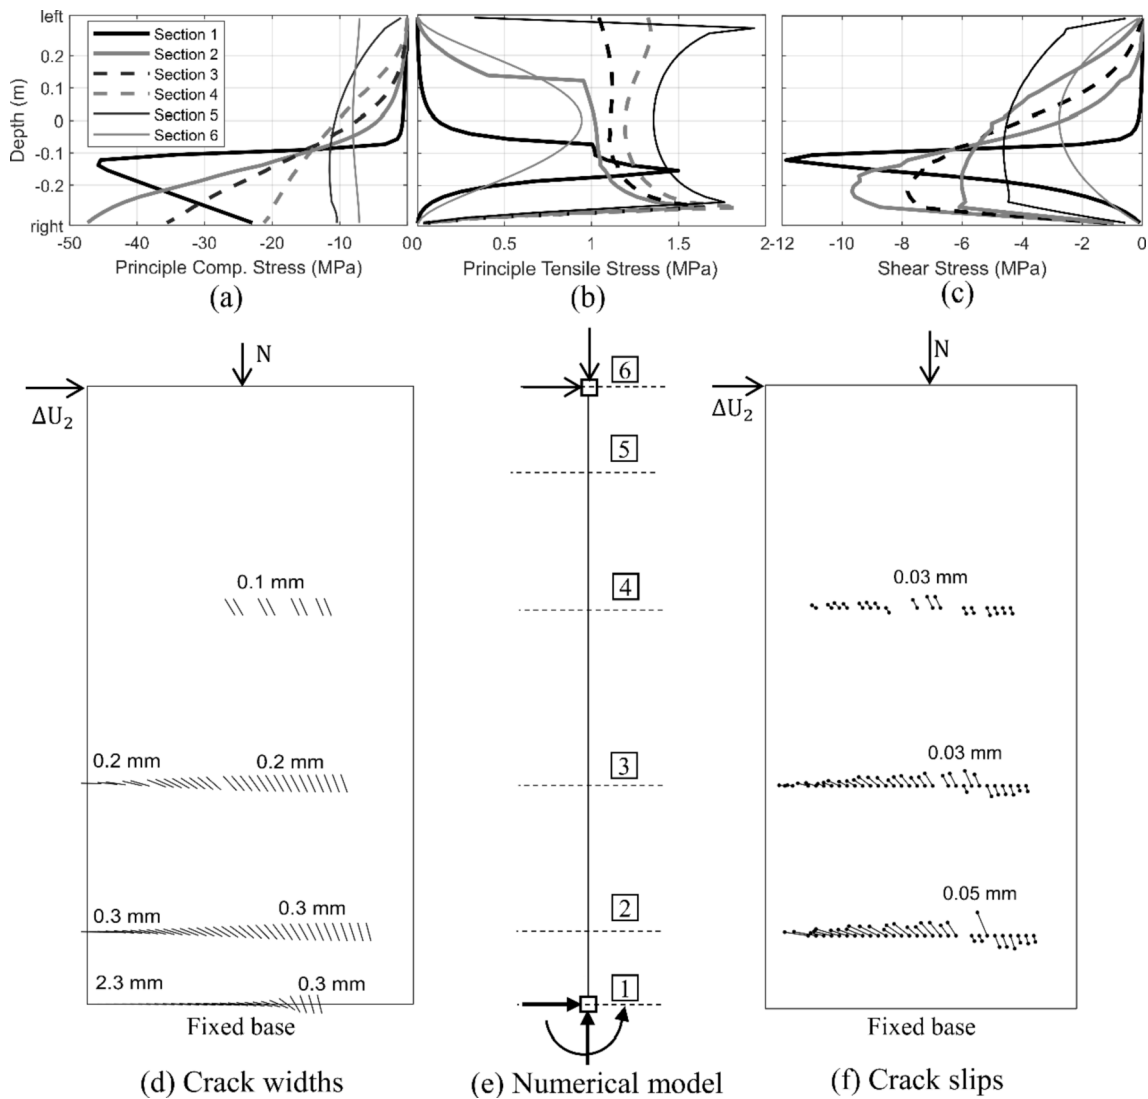 left
0.2
0.1
0
-0.1
-0.2
right
Depth (m)
Section 1
Section 2
Section 3
Section 4
Section 5
Section 6
-50 -40 -30 -20 -10 0
Principle Comp. Stress (MPa)
(a)
0 0.5 1 1.5 2
Principle Tensile Stress (MPa)
(b)
-12 -10 -8 -6 -4 -2 0
Shear Stress (MPa)
(c)
N
ΔU2
0.1 mm
0.2 mm 0.2 mm
0.3 mm 0.3 mm
2.3 mm 0.3 mm
Fixed base
(d) Crack widths
6
5
4
3
2
1
(e) Numerical model
N
ΔU2
0.03 mm
0.03 mm
0.05 mm
Fixed base
(f) Crack slips